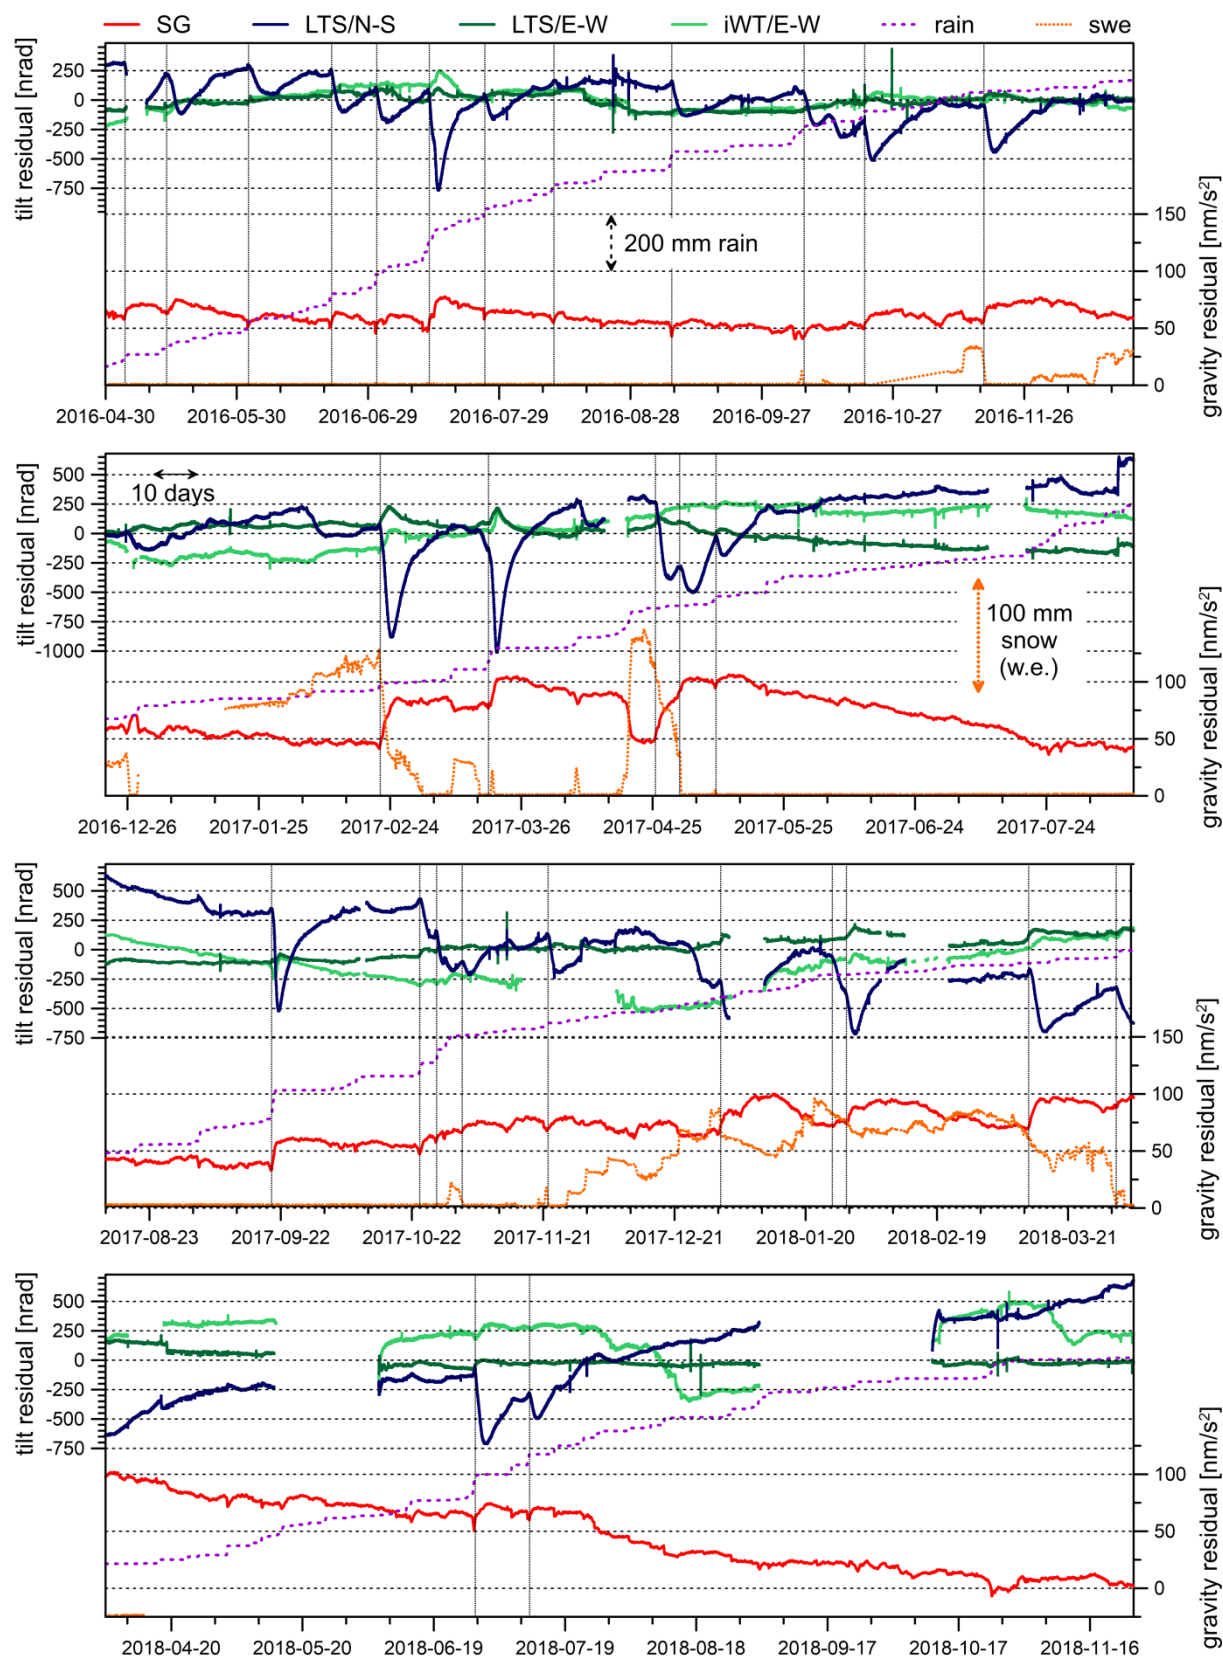 SG LTS/N-S LTS/E-W iWT/E-W rain swe
tilt residual [nrad]
250
0
-250
-500
-750
200 mm rain
150
100
50
0
gravity residual [nm/s²]
2016-04-30 2016-05-30 2016-06-29 2016-07-29 2016-08-28 2016-09-27 2016-10-27 2016-11-26
tilt residual [nrad]
500
250
0
-250
-500
-750
-1000
10 days
100 mm
snow
(w.e.)
100
50
0
gravity residual [nm/s²]
2016-12-26 2017-01-25 2017-02-24 2017-03-26 2017-04-25 2017-05-25 2017-06-24 2017-07-24
tilt residual [nrad]
500
250
0
-250
-500
-750
150
100
50
0
gravity residual [nm/s²]
2017-08-23 2017-09-22 2017-10-22 2017-11-21 2017-12-21 2018-01-20 2018-02-19 2018-03-21
tilt residual [nrad]
500
250
0
-250
-500
-750
100
50
0
gravity residual [nm/s²]
2018-04-20 2018-05-20 2018-06-19 2018-07-19 2018-08-18 2018-09-17 2018-10-17 2018-11-16